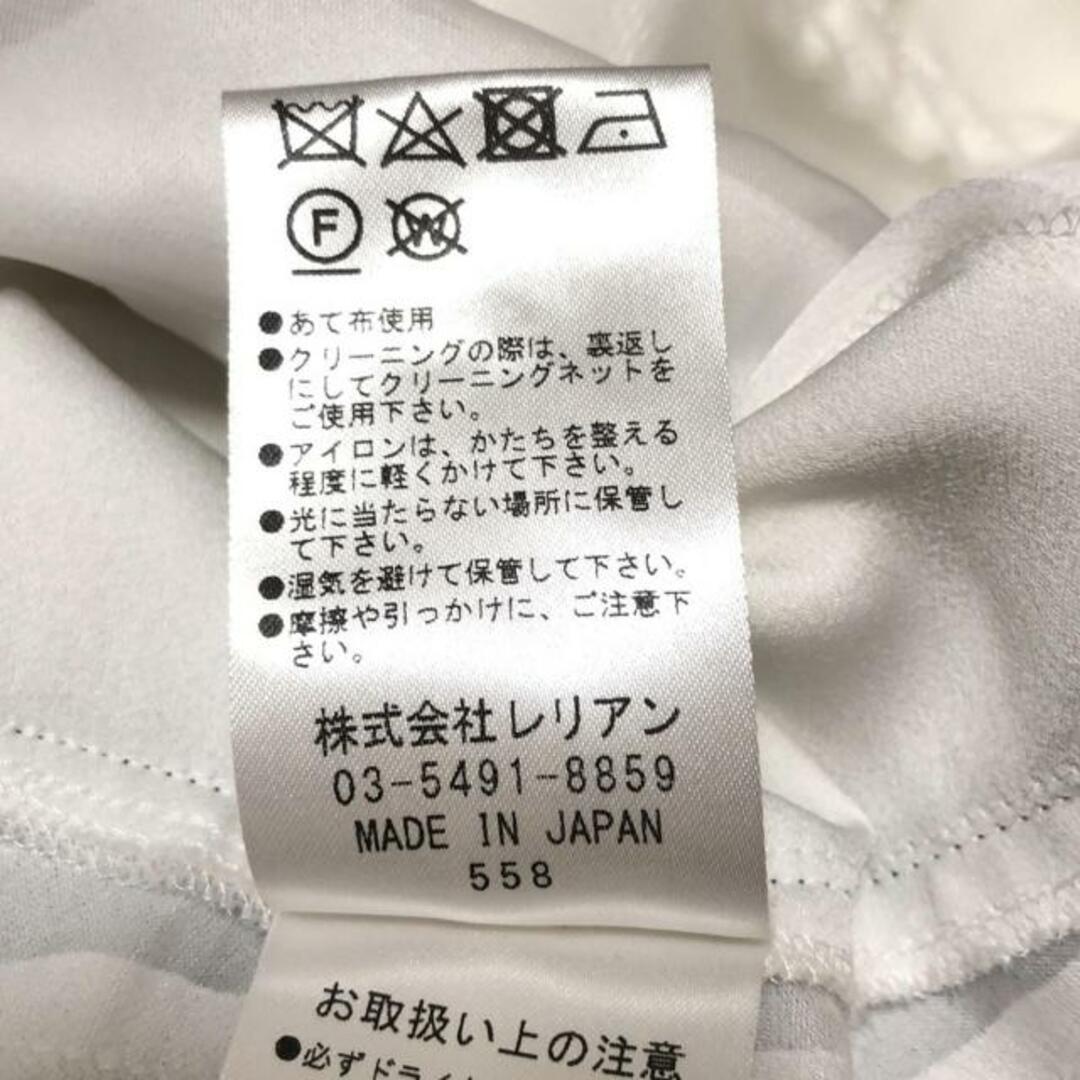 F
W
●あて布使用
●クリーニングの際は、裏返し
にしてクリーニングネットを
ご使用下さい。
●アイロンは、かたちを整える
程度に軽くかけて下さい。
●光に当たらない場所に保管し
て下さい。
●湿気を避けて保管して下さい。
●摩擦や引っかけに、ご注意下
さい。
株式会社レリアン
03-5491-8859
MADE IN JAPAN
558
お取扱い上の注意
●必ずドライ